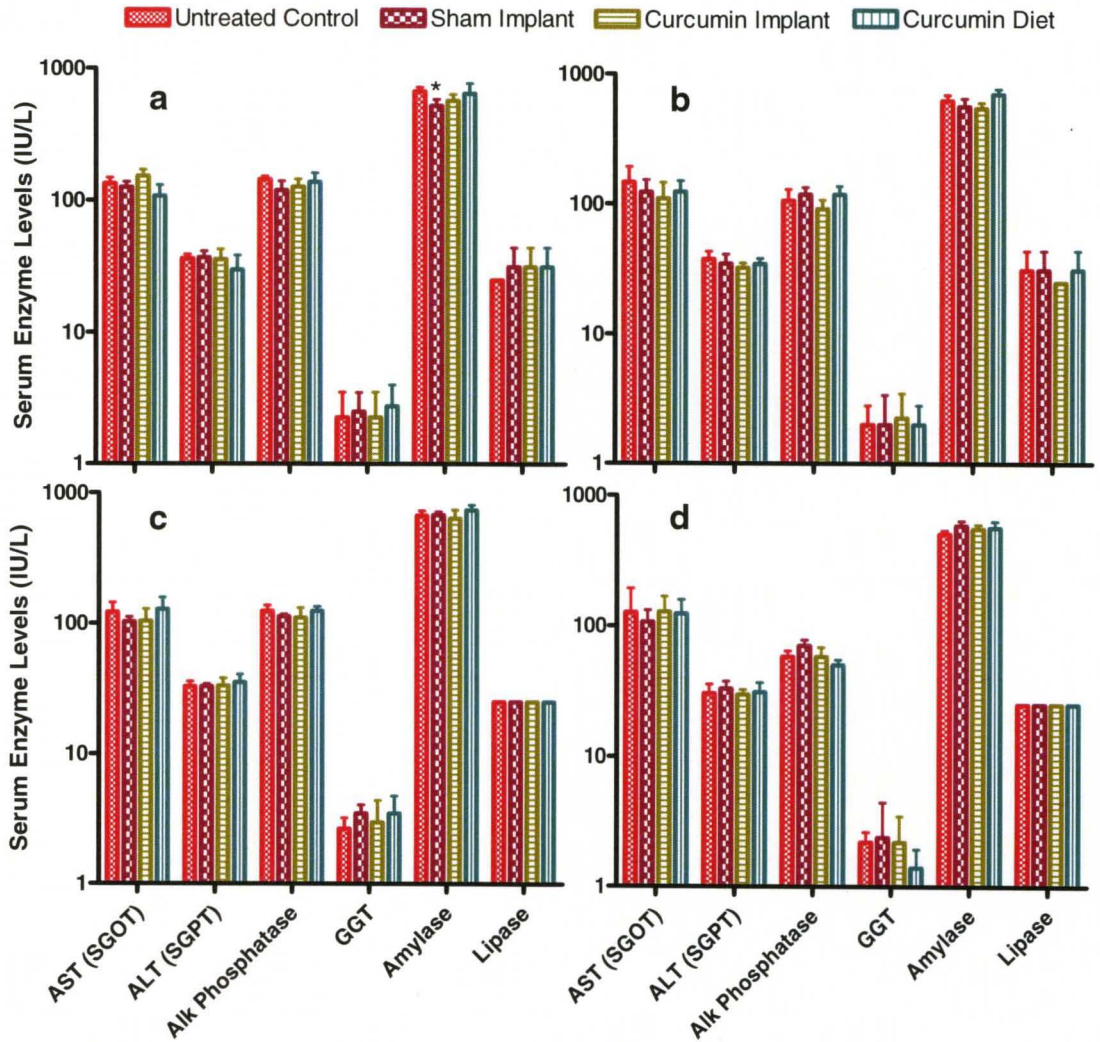 Untreated Control Sham Implant Curcumin Implant Curcumin Diet
Serum Enzyme Levels (IU/L)
1000
100
10
1
a
*
1000
100
10
1
b
Serum Enzyme Levels (IU/L)
1000
100
10
1
c
1000
100
10
1
d
AST (SGOT)
ALT (SGPT)
Alk Phosphatase
GGT
Amylase
Lipase
AST (SGOT)
ALT (SGPT)
Alk Phosphatase
GGT
Amylase
Lipase